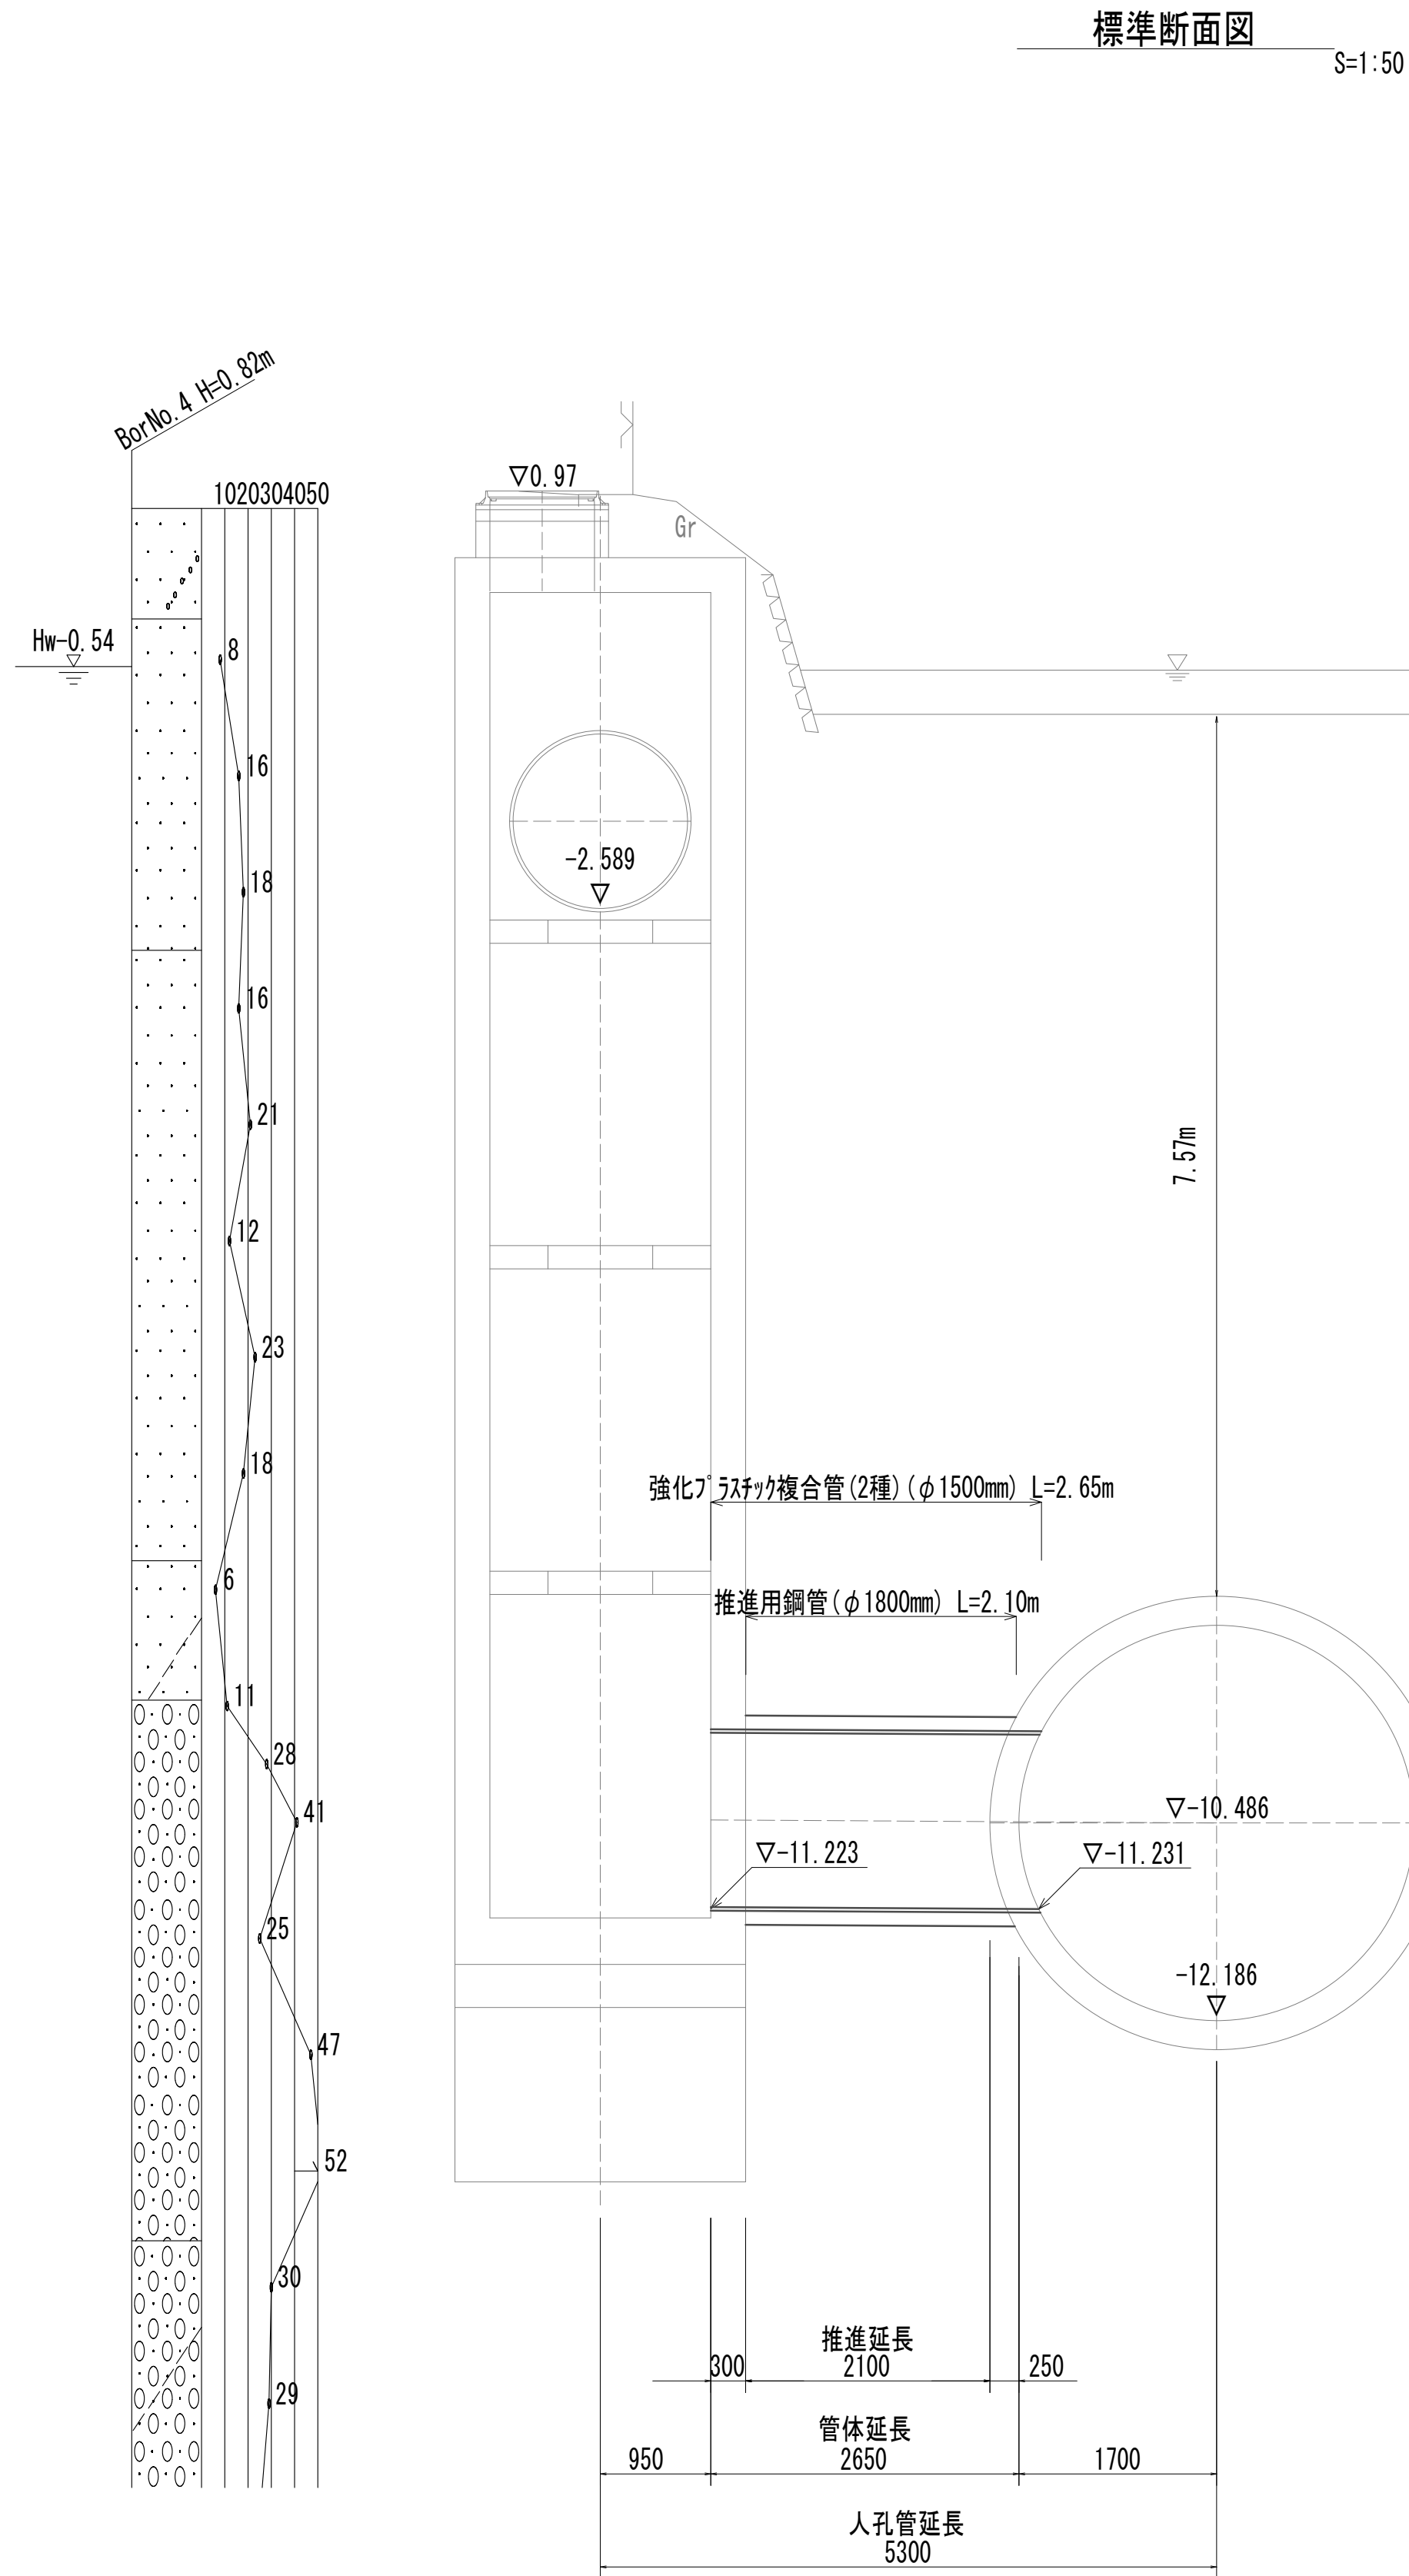 標準断面図
S=1:50
BorNo.4 H=0.82m
▽0.97
1020304050
Gr
Hw-0.54
8
16
-2.589
18
16
21
7.57m
12
23
18
強化プラスチック複合管(2種)(φ1500mm) L=2.65m
6
推進用鋼管(φ1800mm) L=2.10m
11
28
41
▽-10.486
▽-11.223
▽-11.231
25
-12.186
47
52
30
推進延長
300
2100
250
29
管体延長
950
2650
1700
人孔管延長
5300